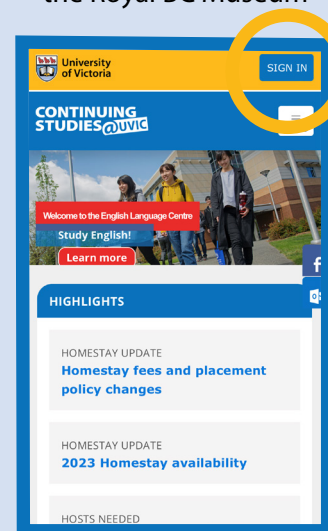 the Royal BC Museum
University
of Victoria
SIGN IN
CONTINUING
STUDIES@UVIC
Welcome to the English Language Centre
Study English!
Learn more
f
HIGHLIGHTS
HOMESTAY UPDATE
Homestay fees and placement
policy changes
HOMESTAY UPDATE
2023 Homestay availability
HOSTS NEEDED